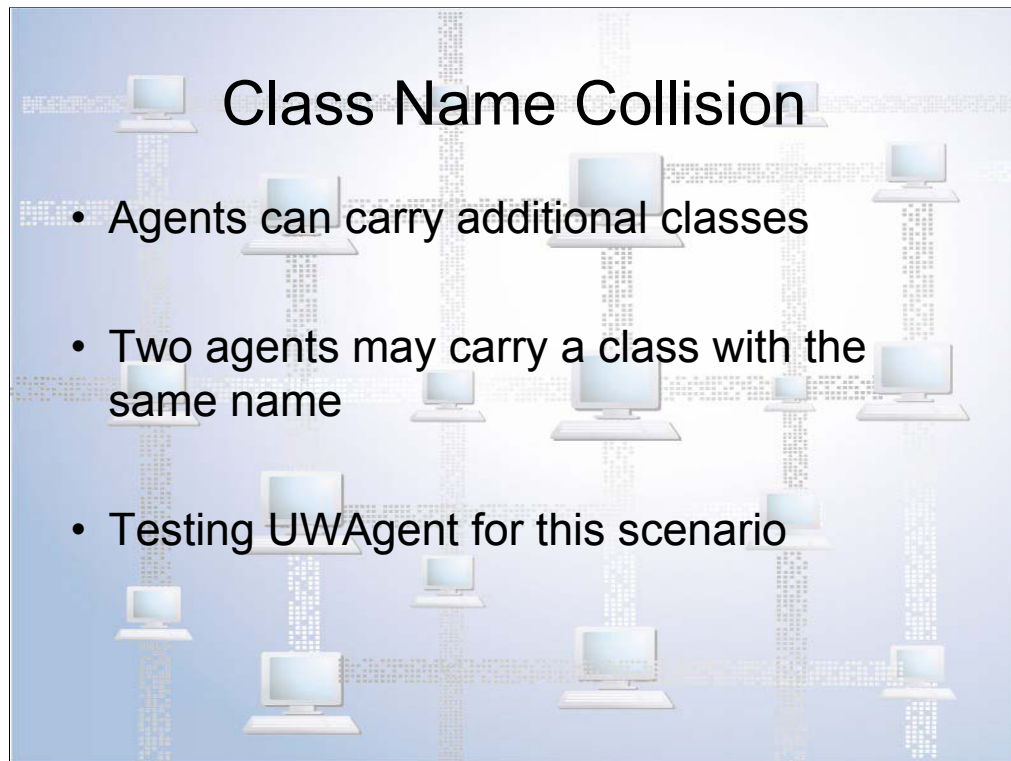 Class Name Collision
• Agents can carry additional classes
• Two agents may carry a class with the
same name
• Testing UWAgent for this scenario